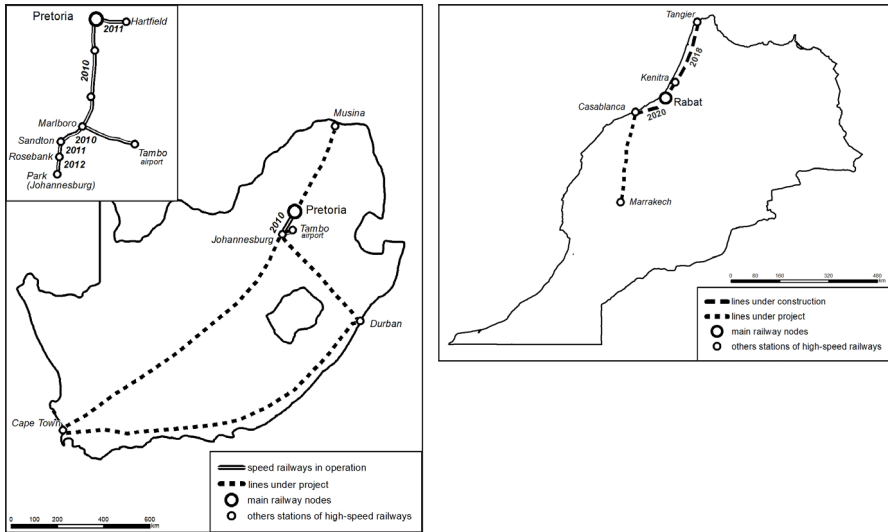 Pretoria
2011
Hartfield
2010
Marlboro
2010
Sandton
2011
Rosebank
2012
Tambo
airport
Park
(Johannesburg)
Musina
2010
Pretoria
Tambo
airport
Johannesburg
Durban
Cape Town
speed railways in operation
lines under project
main railway nodes
others stations of high-speed railways
0 100 200 400 600
km
Tangier
2018
Kenitra
Rabat
Casablanca
2020
Marrakech
0 80 160 320 480
km
lines under construction
lines under project
main railway nodes
others stations of high-speed railways